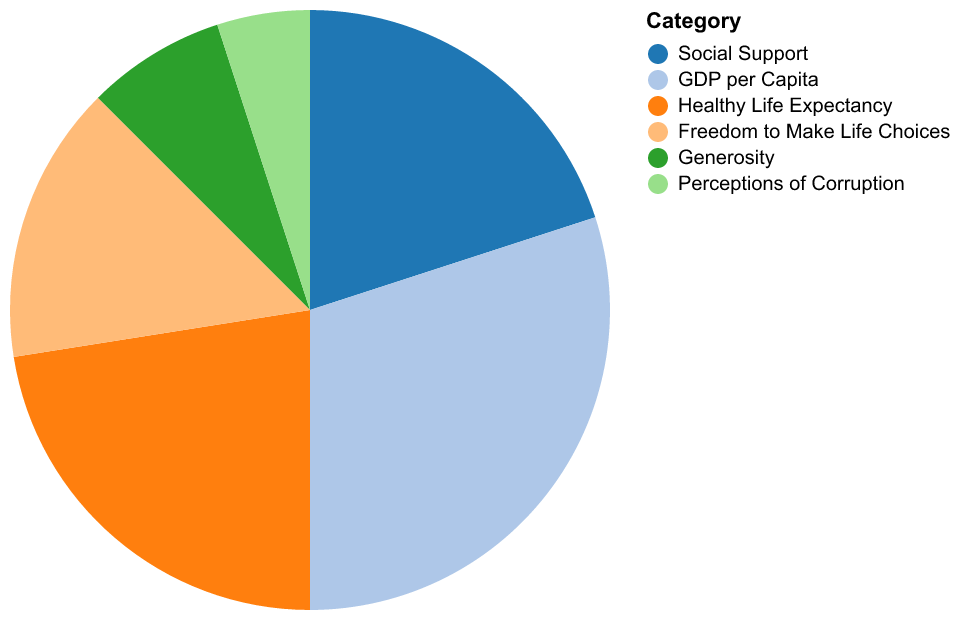 Category
Social Support
GDP per Capita
Healthy Life Expectancy
Freedom to Make Life Choices
Generosity
Perceptions of Corruption